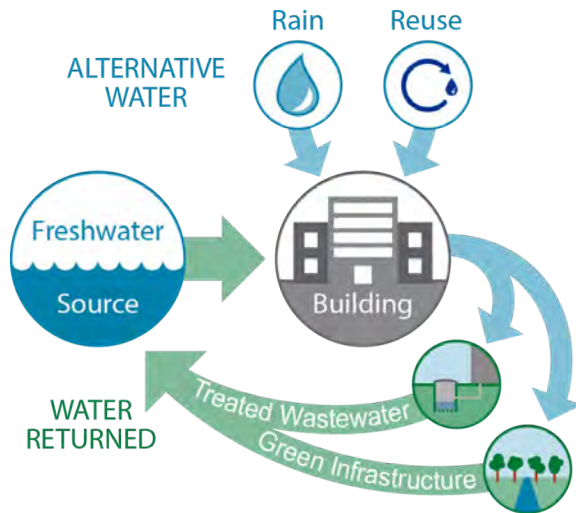 Rain
Reuse
ALTERNATIVE
WATER
Freshwater
Source
Building
Treated Wastewater
Green Infrastructure
WATER
RETURNED